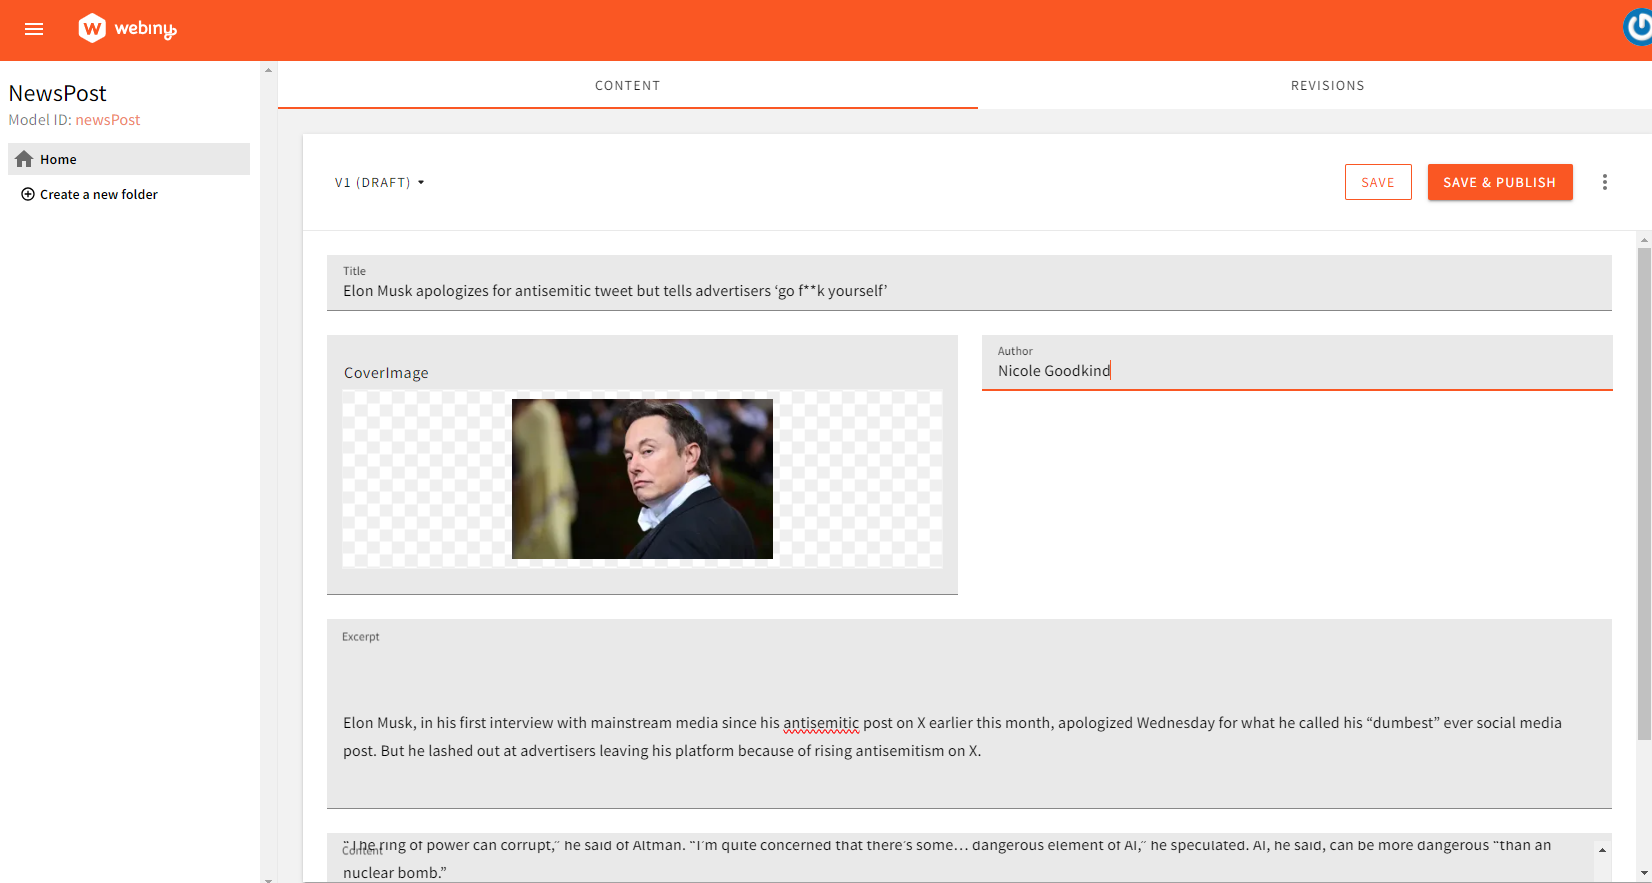 webiny
NewsPost
Model ID: newsPost
Home
Create a new folder
CONTENT
REVISIONS
V1 (DRAFT)
SAVE
SAVE & PUBLISH
Title
Elon Musk apologizes for antisemitic tweet but tells advertisers ‘go f**k yourself’
CoverImage
Author
Nicole Goodkind
Excerpt
Elon Musk, in his first interview with mainstream media since his antisemitic post on X earlier this month, apologized Wednesday for what he called his “dumbest” ever social media
post. But he lashed out at advertisers leaving his platform because of rising antisemitism on X.
“The ring of power can corrupt,” he said of Altman. “I’m quite concerned that there’s some… dangerous element of AI,” he speculated. AI, he said, can be more dangerous “than an
Content
nuclear bomb.”